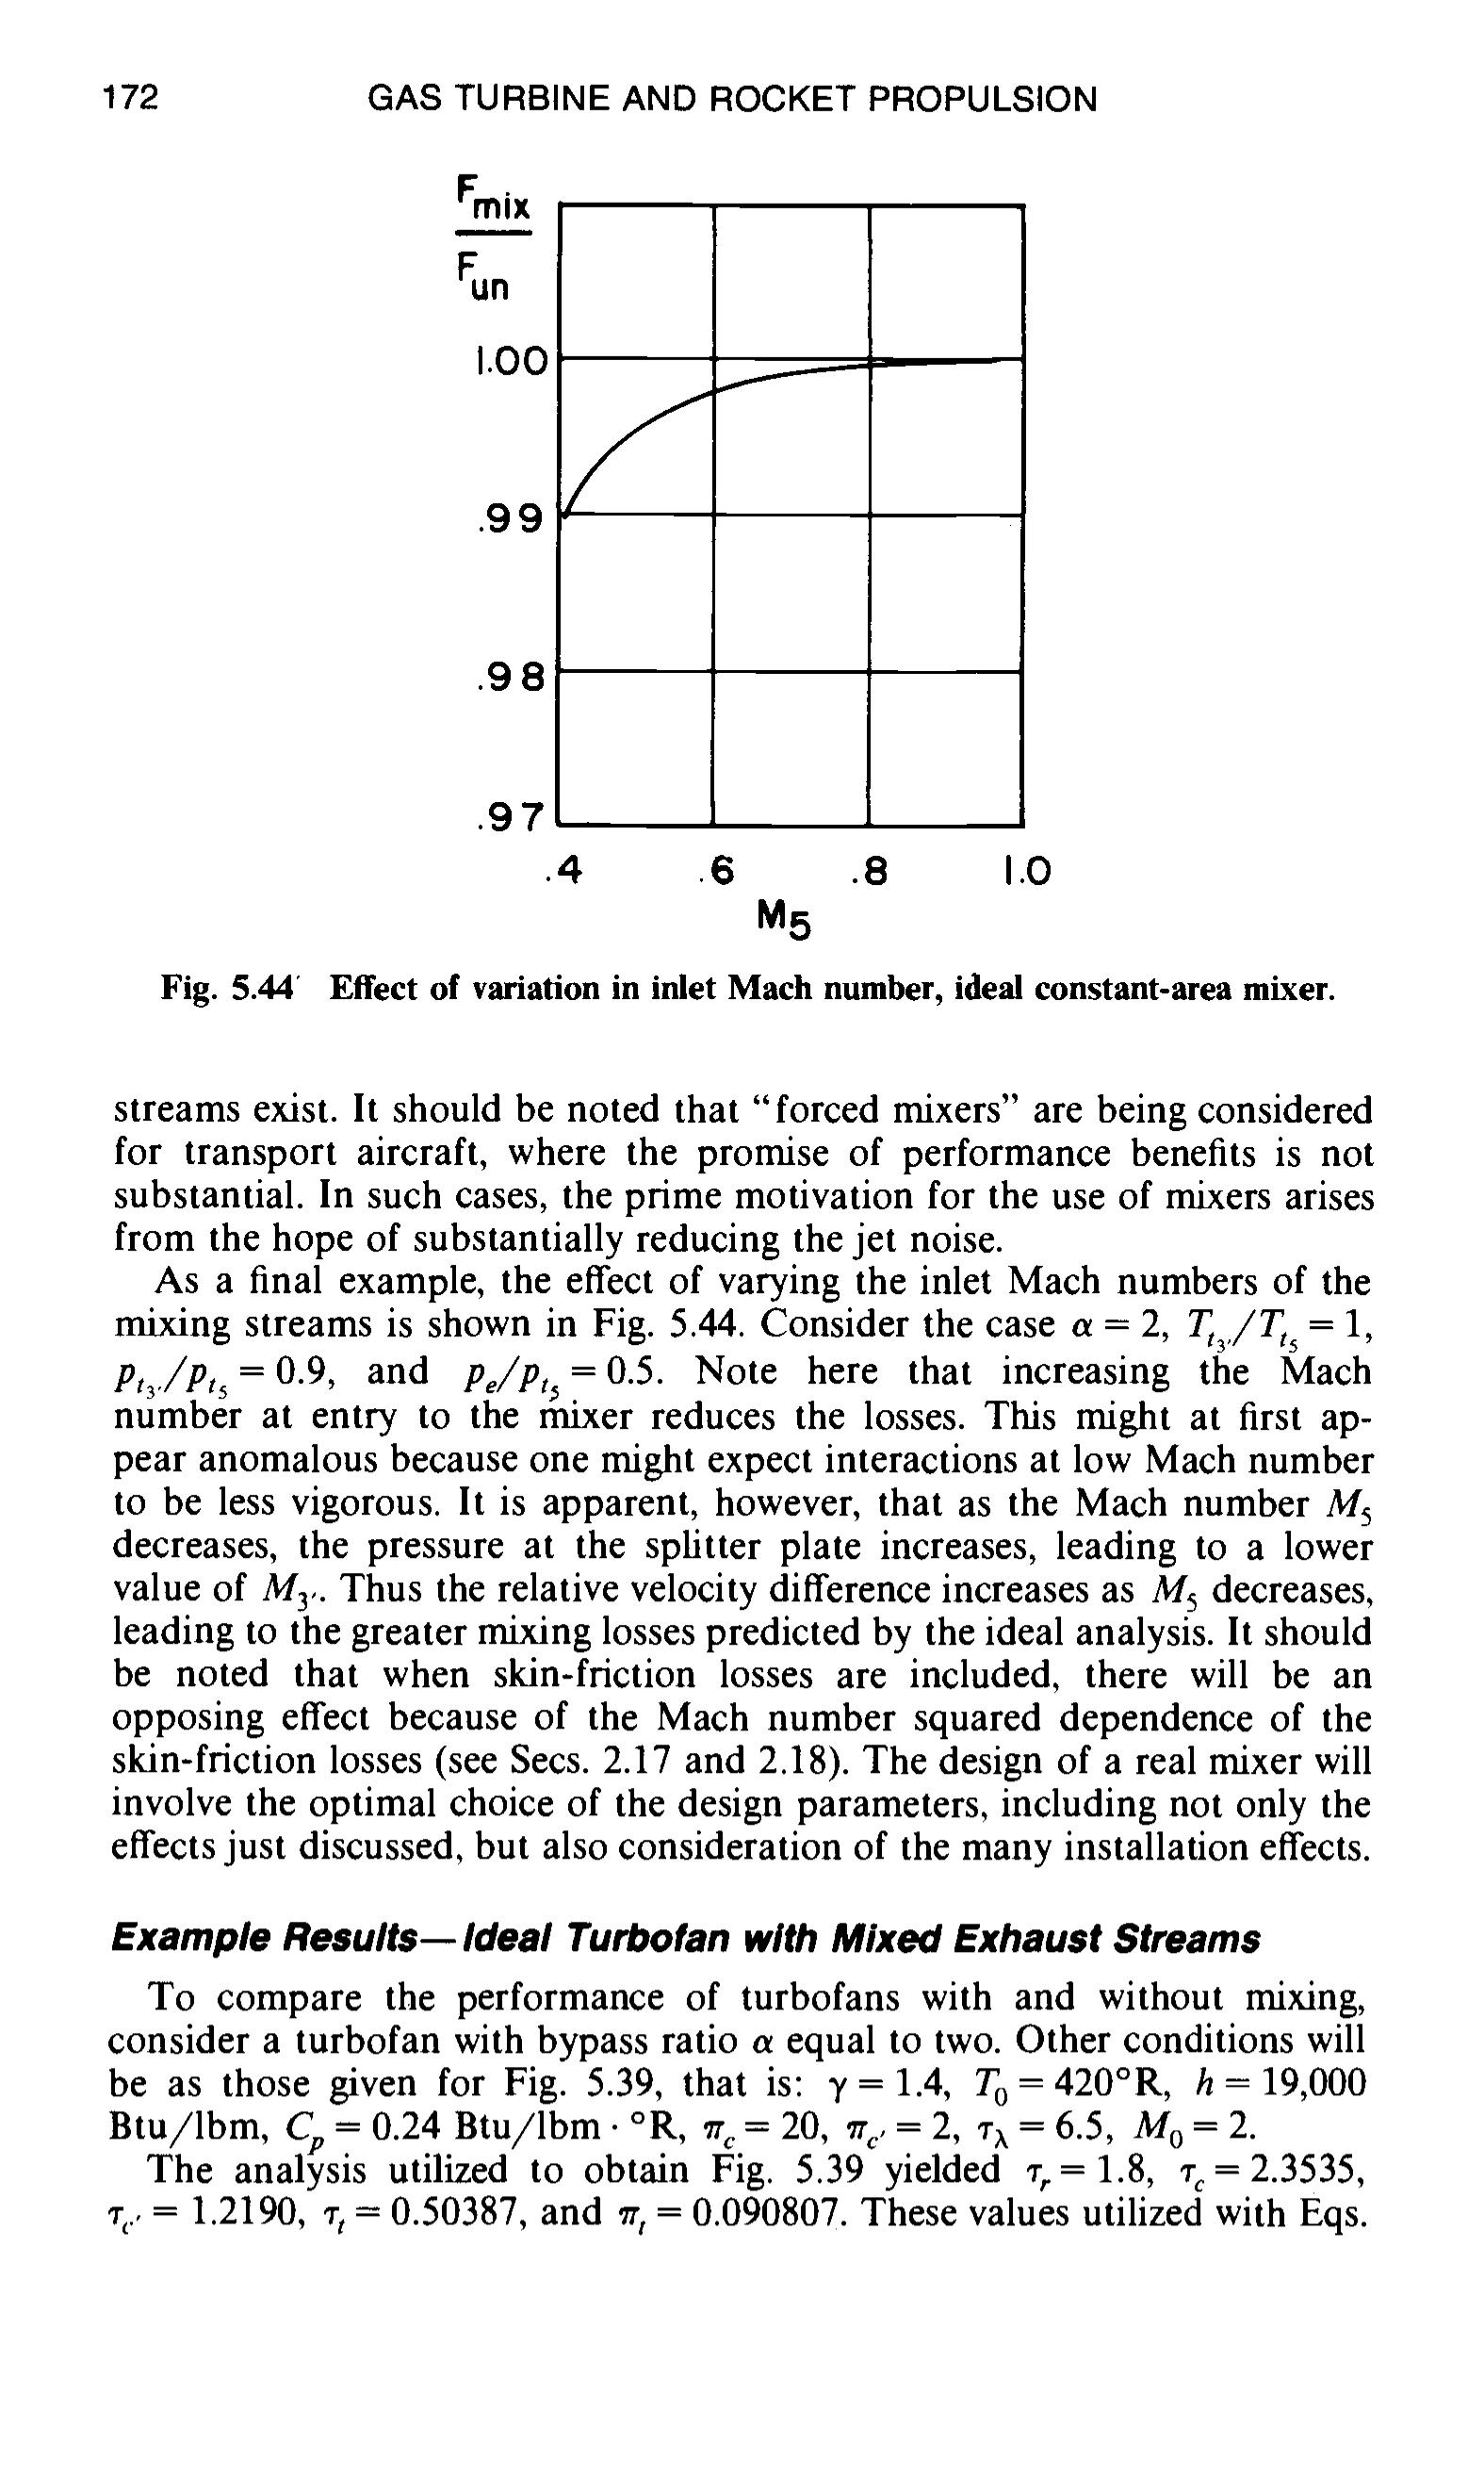 172 GAS TURBINE AND ROCKET PROPULSION
F_mix
F_un
1.00
.99
.98
.97
.4 .6 .8 1.0
M_5
Fig. 5.44 Effect of variation in inlet Mach number, ideal constant-area mixer.
streams exist. It should be noted that “forced mixers” are being considered
for transport aircraft, where the promise of performance benefits is not
substantial. In such cases, the prime motivation for the use of mixers arises
from the hope of substantially reducing the jet noise.
As a final example, the effect of varying the inlet Mach numbers of the
mixing streams is shown in Fig. 5.44. Consider the case α = 2, T_{t_{3'}}/T_{t_5} = 1,
p_{t_{3'}}/p_{t_5} = 0.9, and p_e/p_{t_5} = 0.5. Note here that increasing the Mach
number at entry to the mixer reduces the losses. This might at first ap-
pear anomalous because one might expect interactions at low Mach number
to be less vigorous. It is apparent, however, that as the Mach number M_5
decreases, the pressure at the splitter plate increases, leading to a lower
value of M_{3'}. Thus the relative velocity difference increases as M_5 decreases,
leading to the greater mixing losses predicted by the ideal analysis. It should
be noted that when skin-friction losses are included, there will be an
opposing effect because of the Mach number squared dependence of the
skin-friction losses (see Secs. 2.17 and 2.18). The design of a real mixer will
involve the optimal choice of the design parameters, including not only the
effects just discussed, but also consideration of the many installation effects.
Example Results—Ideal Turbofan with Mixed Exhaust Streams
To compare the performance of turbofans with and without mixing,
consider a turbofan with bypass ratio α equal to two. Other conditions will
be as those given for Fig. 5.39, that is: γ = 1.4, T_0 = 420°R, h = 19,000
Btu/lbm, C_p = 0.24 Btu/lbm · °R, π_c = 20, π_{c'} = 2, τ_λ = 6.5, M_0 = 2.
The analysis utilized to obtain Fig. 5.39 yielded τ_r = 1.8, τ_c = 2.3535,
τ_{c'} = 1.2190, τ_t = 0.50387, and π_t = 0.090807. These values utilized with Eqs.